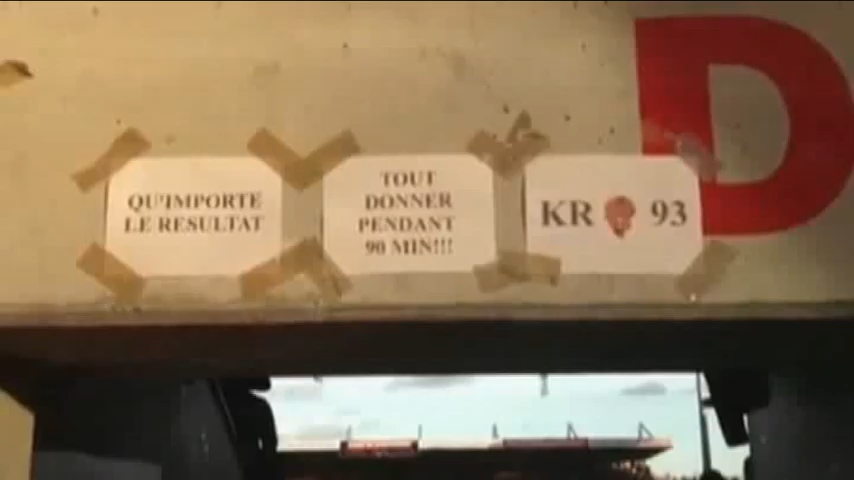 QU'IMPORTE
LE RESULTAT
TOUT
DONNER
PENDANT
90 MIN!!!
KR 93
D